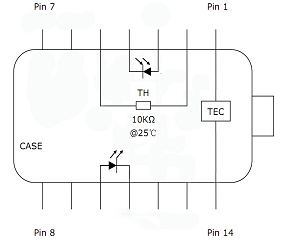 Pin 7
Pin 1
TH
10KΩ
@25℃
TEC
CASE
Pin 8
Pin 14